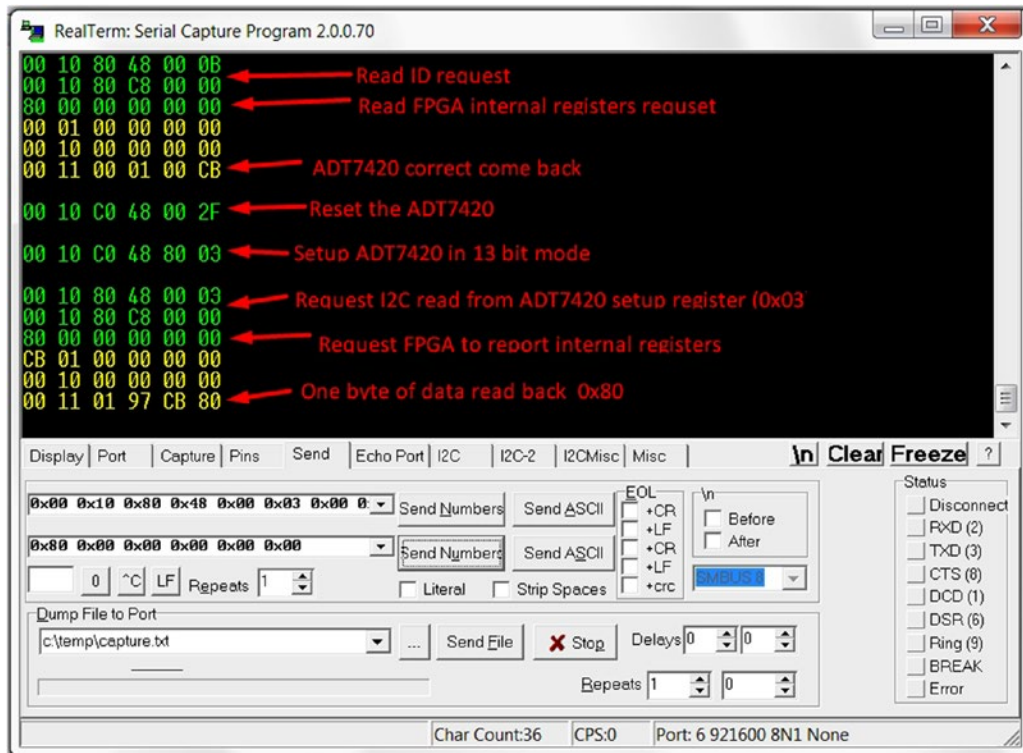 RealTerm: Serial Capture Program 2.0.0.70
00 10 80 48 00 0B
Read ID request
00 10 80 C8 00 00
80 00 00 00 00 00
Read FPGA internal registers requset
00 01 00 00 00 00
00 10 00 00 00 00
00 11 00 01 00 CB
ADT7420 correct come back
00 10 C0 48 00 2F
Reset the ADT7420
00 10 C0 48 80 03
Setup ADT7420 in 13 bit mode
00 10 80 48 00 03
Request I2C read from ADT7420 setup register (0x03
00 10 80 C8 00 00
80 00 00 00 00 00
Request FPGA to report internal registers
CB 01 00 00 00 00
00 10 00 00 00 00
00 11 01 97 CB 80
One byte of data read back 0x80
Display Port Capture Pins Send Echo Port I2C I2C-2 I2CMisc Misc \n Clear Freeze ?
0x00 0x10 0x80 0x48 0x00 0x03 0x00 Send Numbers Send ASCII
0x80 0x00 0x00 0x00 0x00 0x00 Send Numbers Send ASCII
0 ^C LF Repeats 1 Literal Strip Spaces
EOL
+CR
+LF
+CR
+LF
+crc
\n
Before
After
SMBUS 8
Dump File to Port
c:\temp\capture.txt ... Send File Stop Delays 0 0
Repeats 1 0
Status
Disconnect
RXD (2)
TXD (3)
CTS (8)
DCD (1)
DSR (6)
Ring (9)
BREAK
Error
Char Count:36 CPS:0 Port: 6 921600 8N1 None